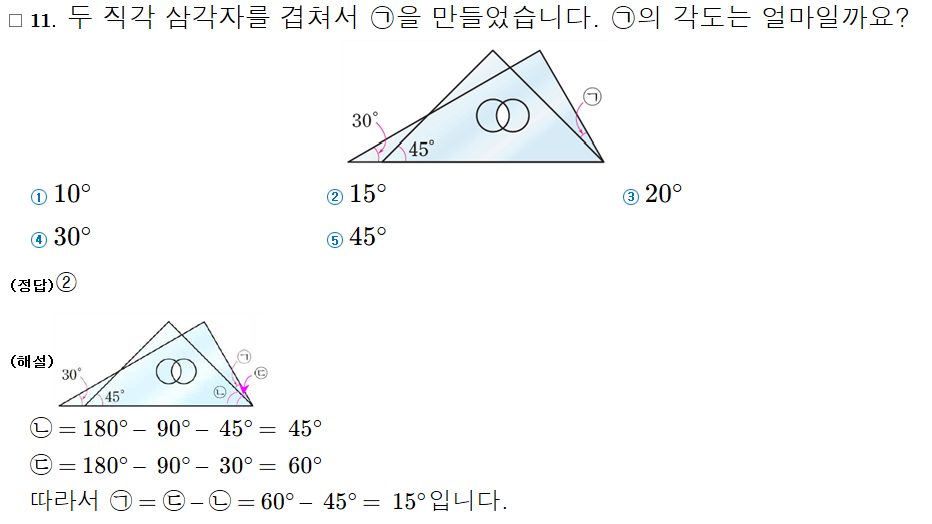 □ 11. 두 직각 삼각자를 겹쳐서 ㉠을 만들었습니다. ㉠의 각도는 얼마일까요?
㉠
30°
45°
① 10° ② 15° ③ 20°
④ 30° ⑤ 45°
(정답)②
(해설)
㉠
㉢
30°
45° ㉡
㉡ = 180° − 90° − 45° = 45°
㉢ = 180° − 90° − 30° = 60°
따라서 ㉠ = ㉢ − ㉡ = 60° − 45° = 15°입니다.